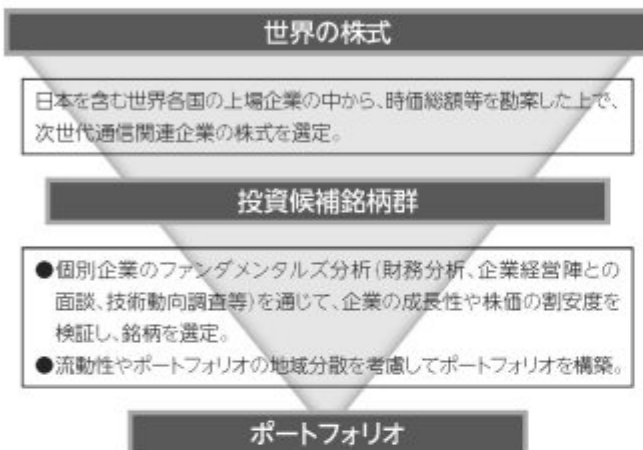 世界の株式
日本を含む世界各国の上場企業の中から、時価総額等を勘案した上で、
次世代通信関連企業の株式を選定。
投資候補銘柄群
●個別企業のファンダメンタルズ分析(財務分析、企業経営陣との
面談、技術動向調査等)を通じて、企業の成長性や株価の割安度を
検証し、銘柄を選定。
●流動性やポートフォリオの地域分散を考慮してポートフォリオを構築。
ポートフォリオ